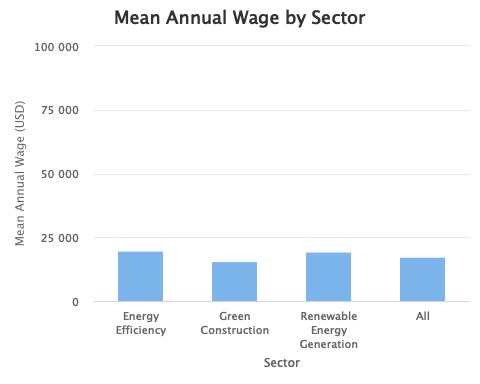 Mean Annual Wage by Sector
Mean Annual Wage (USD)
100 000
75 000
50 000
25 000
0
Energy
Efficiency
Green
Construction
Renewable
Energy
Generation
All
Sector